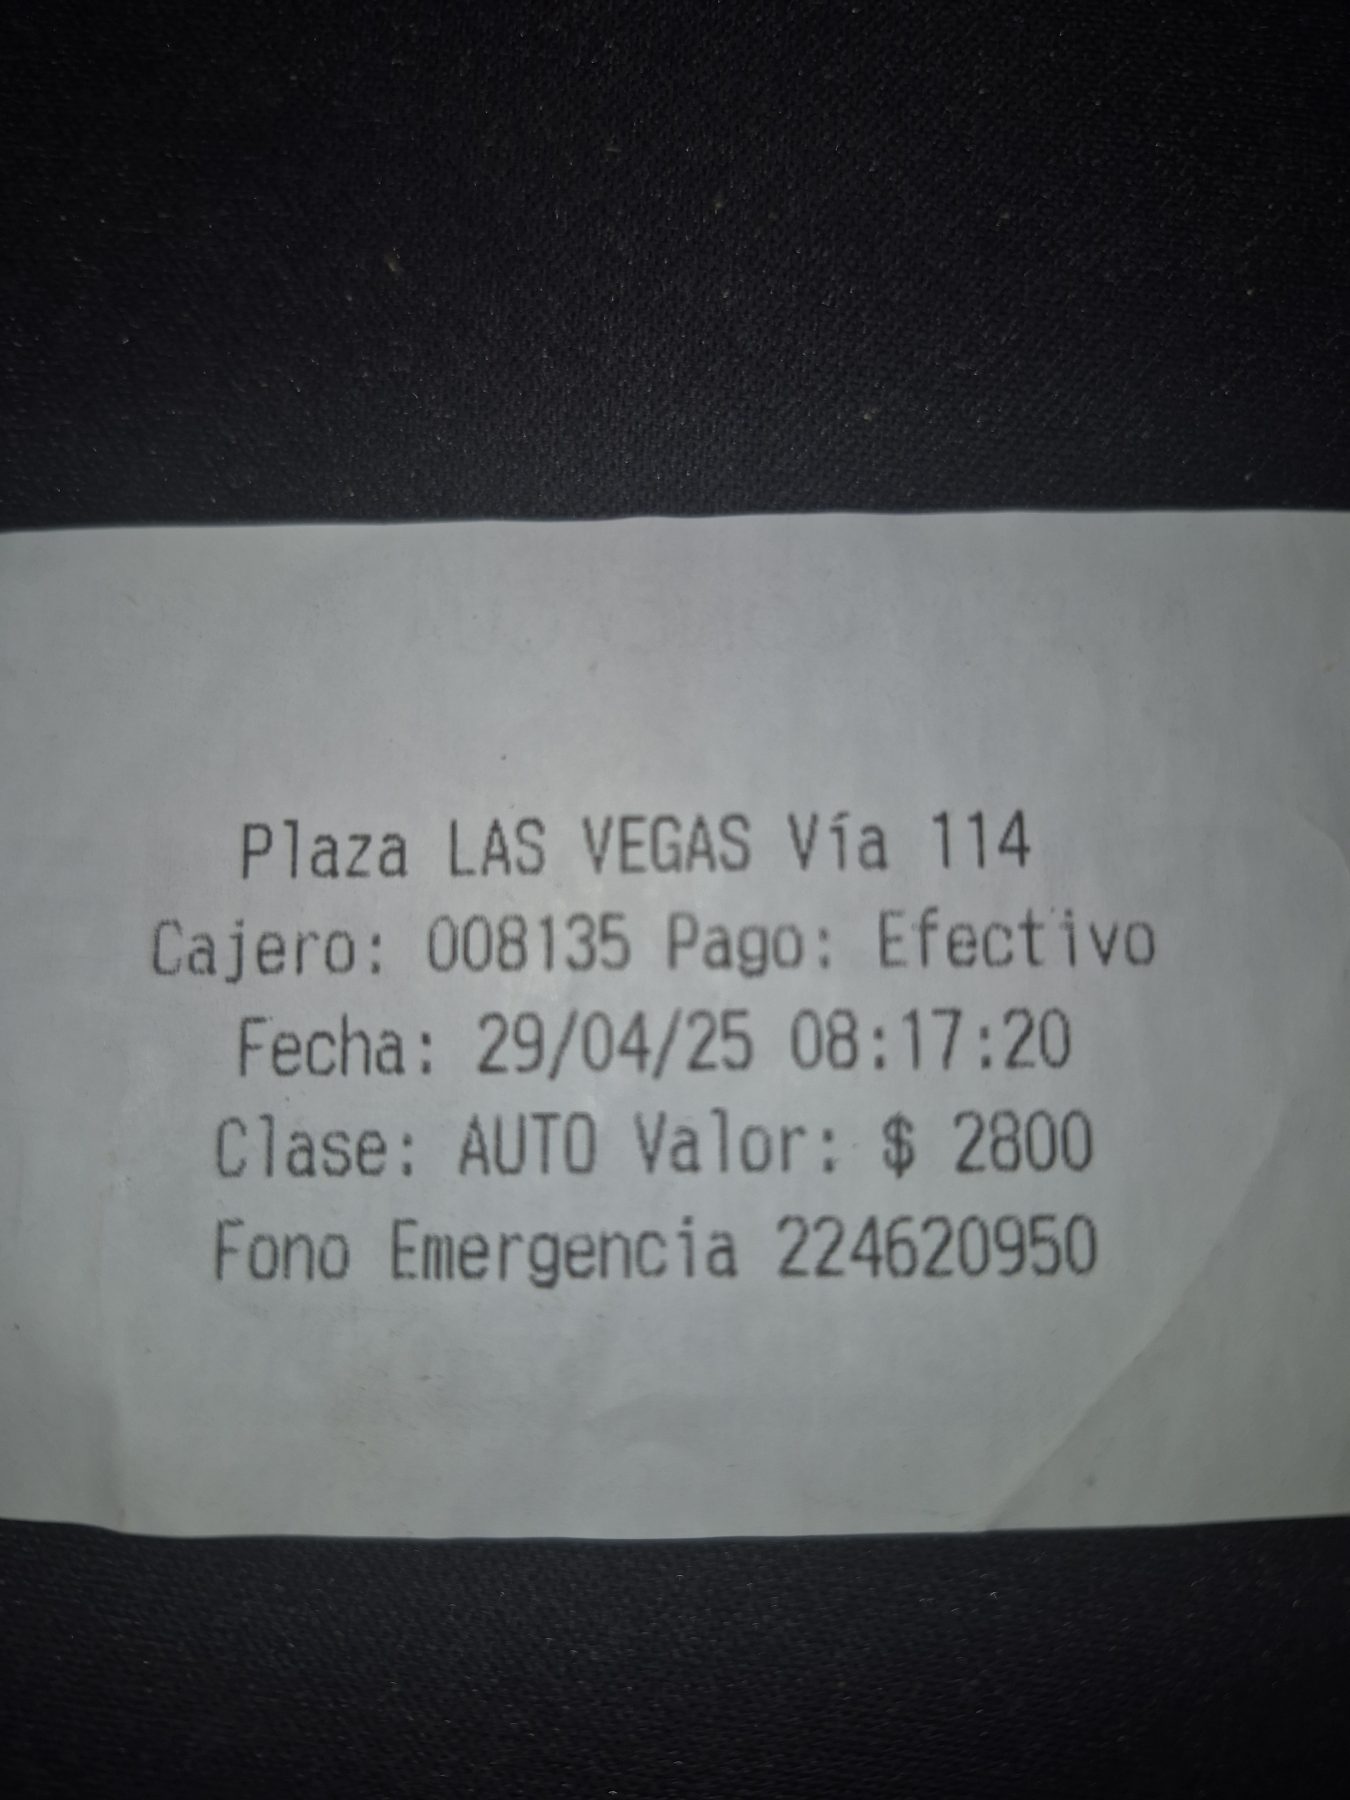 Plaza LAS VEGAS Vía 114
Cajero: 008135 Pago: Efectivo
Fecha: 29/04/25 08:17:20
Clase: AUTO Valor: $ 2800
Fono Emergencia 224620950